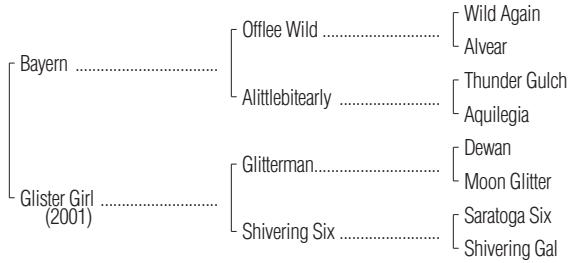 Wild Again
Offlee Wild
Alvear
Bayern
Thunder Gulch
Alittlebitearly
Aquilegia
Dewan
Glitterman
Moon Glitter
Glister Girl
(2001)
Saratoga Six
Shivering Six
Shivering Gal